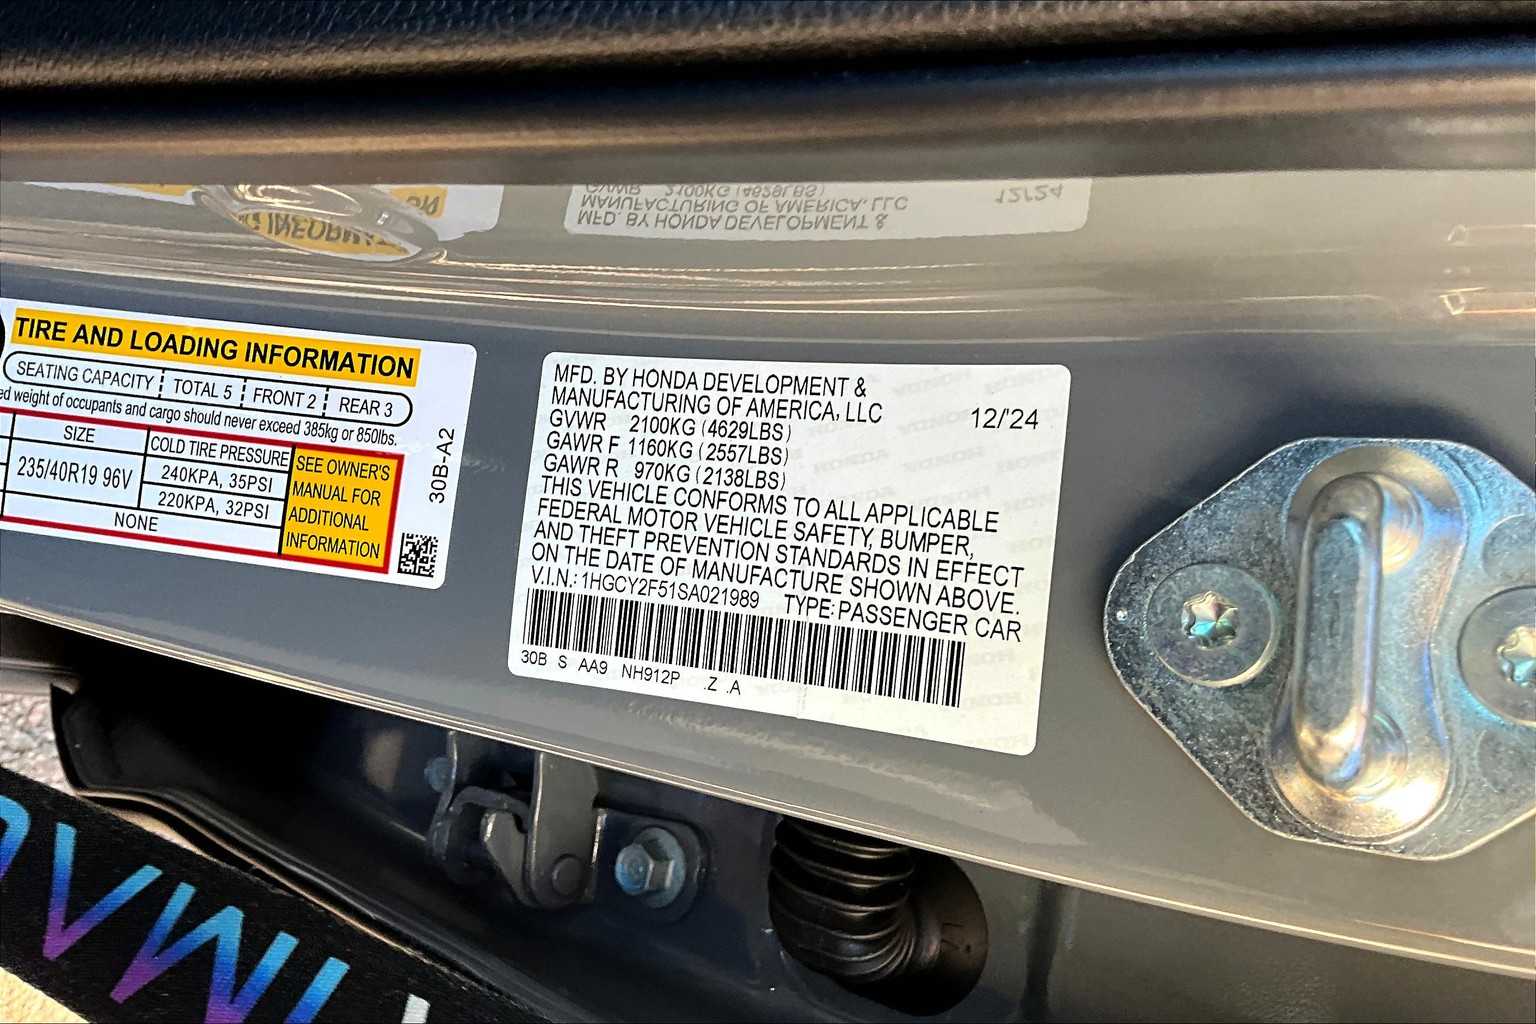 TIRE AND LOADING INFORMATION
SEATING CAPACITY TOTAL 5 FRONT 2 REAR 3
weight of occupants and cargo should never exceed 385kg or 850lbs.
SIZE COLD TIRE PRESSURE
235/40R19 96V
240KPA, 35PSI
220KPA, 32PSI
NONE
SEE OWNER'S
MANUAL FOR
ADDITIONAL
INFORMATION
30B-A2
MFD. BY HONDA DEVELOPMENT &
MANUFACTURING OF AMERICA, LLC
12/'24
GVWR 2100KG (4629LBS)
GAWR F 1160KG (2557LBS)
GAWR R 970KG (2138LBS)
THIS VEHICLE CONFORMS TO ALL APPLICABLE
FEDERAL MOTOR VEHICLE SAFETY, BUMPER,
AND THEFT PREVENTION STANDARDS IN EFFECT
ON THE DATE OF MANUFACTURE SHOWN ABOVE.
V.I.N.: 1HGCY2F51SA021989 TYPE: PASSENGER CAR
30B S AA9 NH912P .Z .A